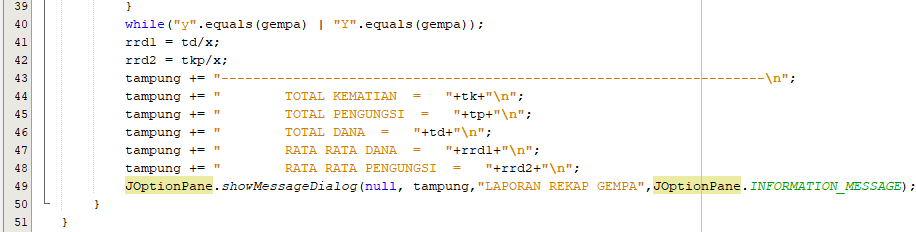 39 }
40 while("y".equals(gempa) | "Y".equals(gempa));
41 rrd1 = td/x;
42 rrd2 = tkp/x;
43 tampung += "--------------------------------------------------------------------\n";
44 tampung += "        TOTAL KEMATIAN  =   "+tk+"\n";
45 tampung += "        TOTAL PENGUNGSI  =   "+tp+"\n";
46 tampung += "        TOTAL DANA  =   "+td+"\n";
47 tampung += "        RATA RATA DANA  =   "+rrd1+"\n";
48 tampung += "        RATA RATA PENGUNGSI  =   "+rrd2+"\n";
49 JOptionPane.showMessageDialog(null, tampung,"LAPORAN REKAP GEMPA",JOptionPane.INFORMATION_MESSAGE);
50 }
51 }